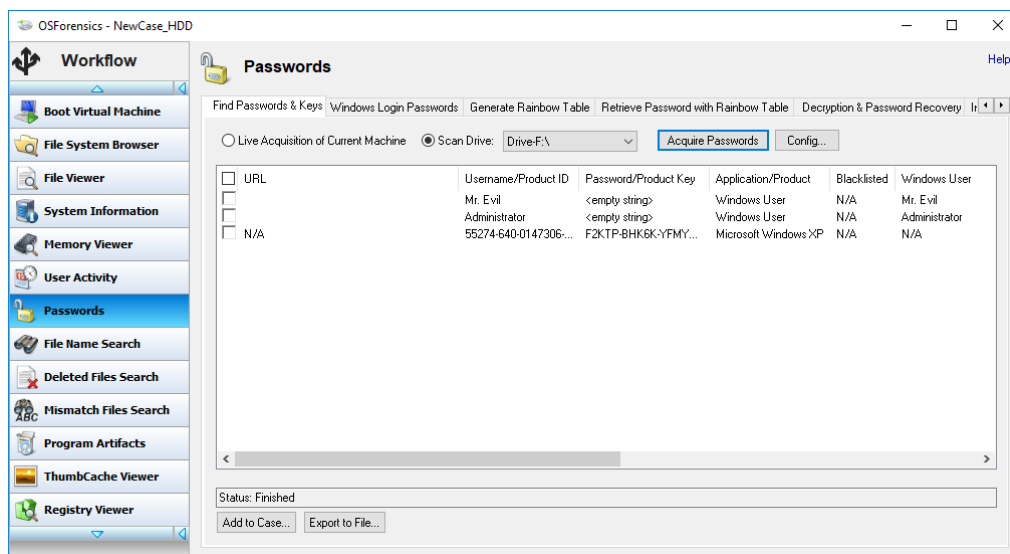 OSForensics - NewCase_HDD
Workflow
Boot Virtual Machine
File System Browser
File Viewer
System Information
Memory Viewer
User Activity
Passwords
File Name Search
Deleted Files Search
ABC Mismatch Files Search
Program Artifacts
ThumbCache Viewer
Registry Viewer
Passwords
Help
Find Passwords & Keys Windows Login Passwords Generate Rainbow Table Retrieve Password with Rainbow Table Decryption & Password Recovery
Live Acquisition of Current Machine Scan Drive: Drive-F:\ Acquire Passwords Config...
URL Username/Product ID Password/Product Key Application/Product Blacklisted Windows User
Mr. Evil <empty string> Windows User N/A Mr. Evil
Administrator <empty string> Windows User N/A Administrator
N/A 55274-640-0147306-... F2KTP-BHK6K-YFMY... Microsoft Windows XP N/A N/A
Status: Finished
Add to Case... Export to File...